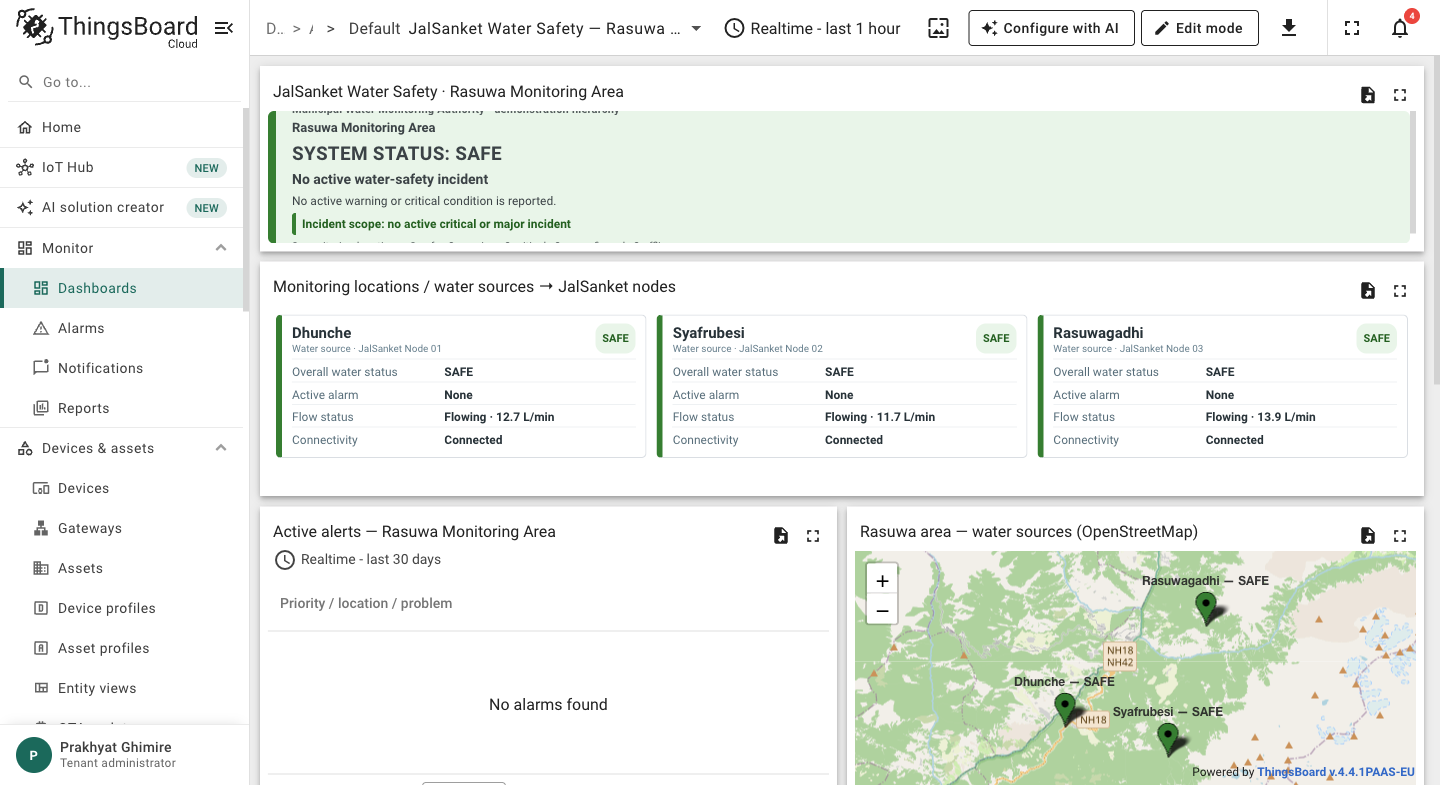 ThingsBoard
Cloud
D.. > A > Default JalSanket Water Safety — Rasuwa ...
Realtime - last 1 hour
Configure with AI
Edit mode
4
Go to...
Home
IoT Hub NEW
AI solution creator NEW
Monitor
Dashboards
Alarms
Notifications
Reports
Devices & assets
Devices
Gateways
Assets
Device profiles
Asset profiles
Entity views
P
Prakhyat Ghimire
Tenant administrator
JalSanket Water Safety · Rasuwa Monitoring Area
Municipal Water Monitoring Authority · demonstration hierarchy
Rasuwa Monitoring Area
SYSTEM STATUS: SAFE
No active water-safety incident
No active warning or critical condition is reported.
Incident scope: no active critical or major incident
Monitoring locations / water sources → JalSanket nodes
Dhunche
SAFE
Water source · JalSanket Node 01
Overall water status SAFE
Active alarm None
Flow status Flowing · 12.7 L/min
Connectivity Connected
Syafrubesi
SAFE
Water source · JalSanket Node 02
Overall water status SAFE
Active alarm None
Flow status Flowing · 11.7 L/min
Connectivity Connected
Rasuwagadhi
SAFE
Water source · JalSanket Node 03
Overall water status SAFE
Active alarm None
Flow status Flowing · 13.9 L/min
Connectivity Connected
Active alerts — Rasuwa Monitoring Area
Realtime - last 30 days
Priority / location / problem
No alarms found
Rasuwa area — water sources (OpenStreetMap)
+
−
Rasuwagadhi — SAFE
NH18
NH42
Dhunche — SAFE
NH18
Syafrubesi — SAFE
Powered by ThingsBoard v.4.4.1PAAS-EU